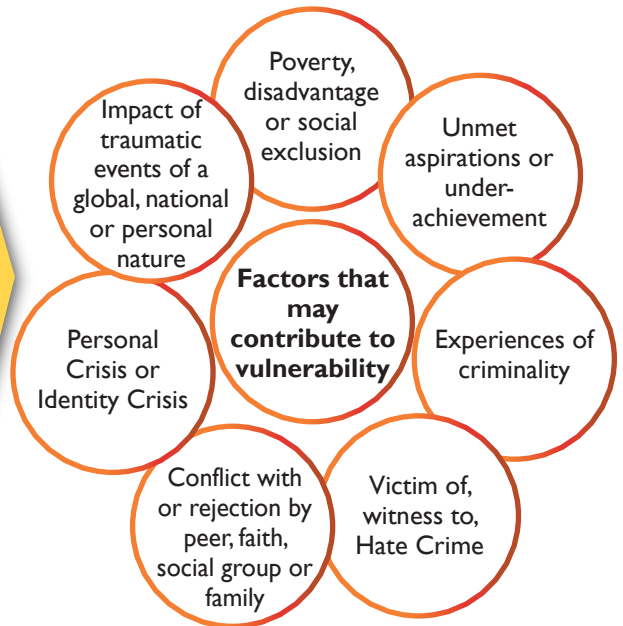 Factors that
may
contribute to
vulnerability
Poverty,
disadvantage
or social
exclusion
Unmet
aspirations or
under-
achievement
Experiences of
criminality
Victim of,
witness to,
Hate Crime
Conflict with
or rejection by
peer, faith,
social group or
family
Personal
Crisis or
Identity Crisis
Impact of
traumatic
events of a
global, national
or personal
nature